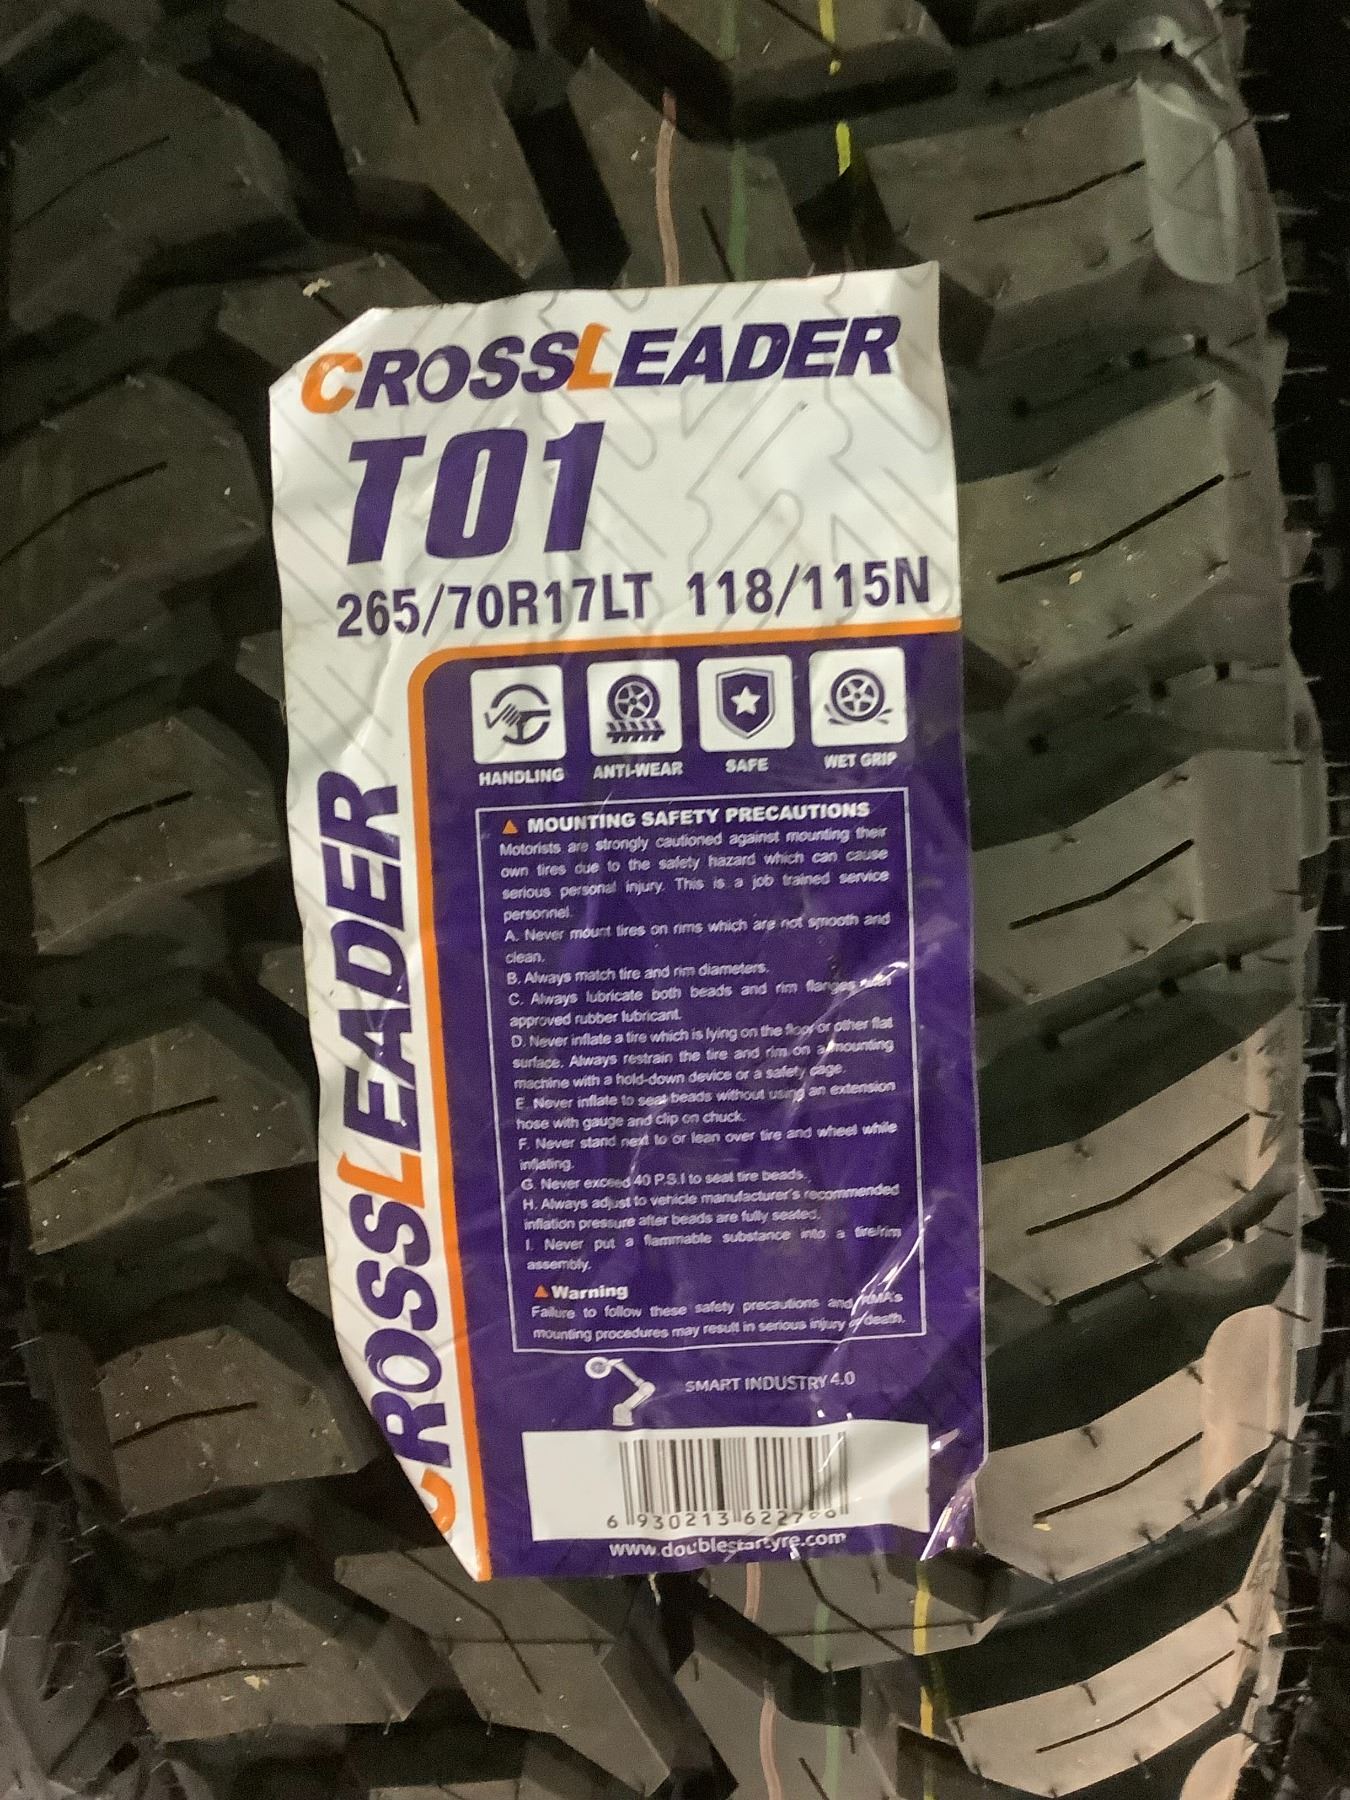 CROSSLEADER
T01
265/70R17LT 118/115N
HANDLING ANTI-WEAR SAFE WET GRIP
MOUNTING SAFETY PRECAUTIONS
Motorists are strongly cautioned against mounting their
own tires due to the safety hazard which can cause
serious personal injury. This is a job trained service
personnel.
A. Never mount tires on rims which are not smooth and
clean.
B. Always match tire and rim diameters.
C. Always lubricate both beads and rim flanges with
approved rubber lubricant.
D. Never inflate a tire which is lying on the floor or other flat
surface. Always restrain the tire and rim on a mounting
machine with a hold-down device or a safety cage.
E. Never inflate to seat beads without using an extension
hose with gauge and clip on chuck.
F. Never stand next to or lean over tire and wheel while
inflating.
G. Never exceed 40 P.S.I to seat tire beads.
H. Always adjust to vehicle manufacturer's recommended
inflation pressure after beads are fully seated.
I. Never put a flammable substance into a tire/rim
assembly.
Warning
Failure to follow these safety precautions and RMA's
mounting procedures may result in serious injury or death.
SMART INDUSTRY 4.0
6 930213
www.doublestartyre.com
CROSSLEADER